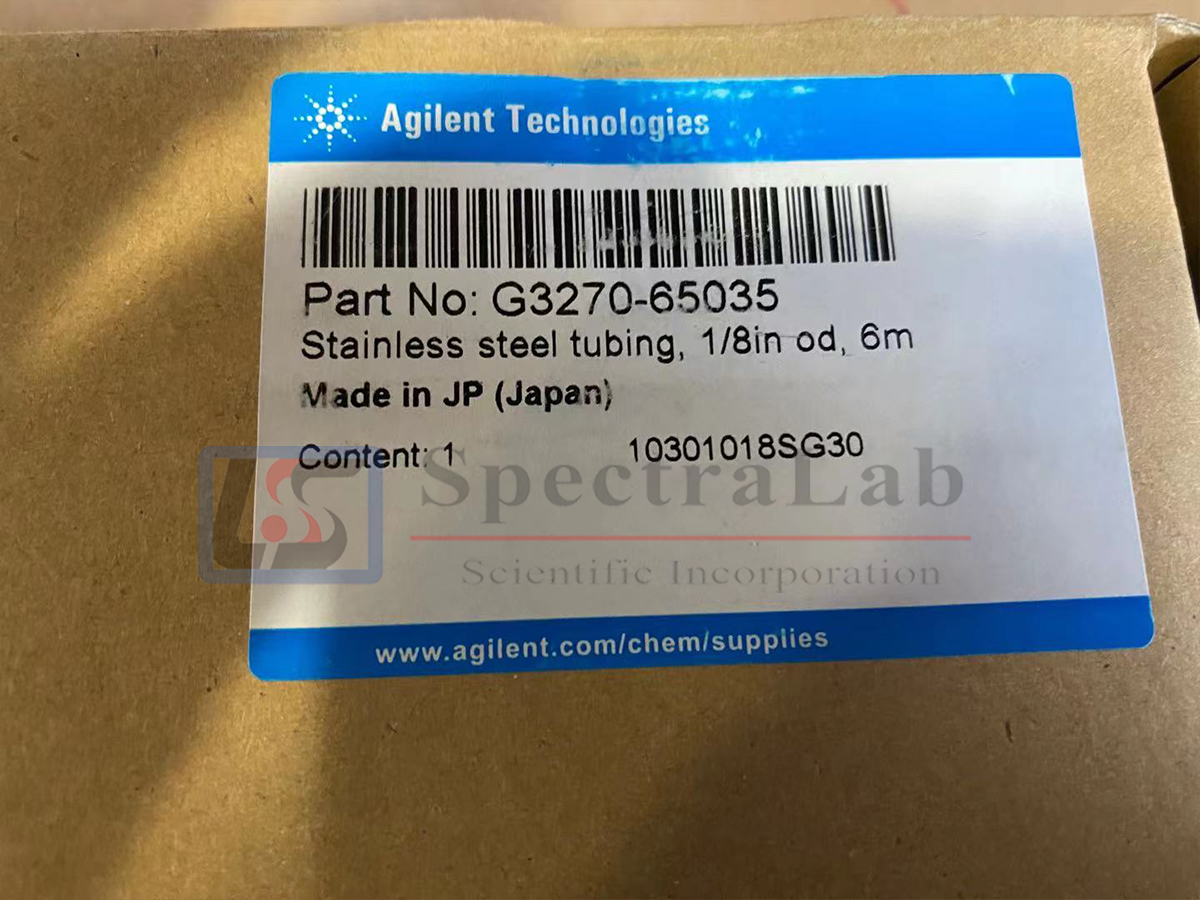 Agilent Technologies
Part No: G3270-65035
Stainless steel tubing, 1/8in od, 6m
Made in JP (Japan)
Content: 1 10301018SG30
SpectraLab
Scientific Incorporation
www.agilent.com/chem/supplies